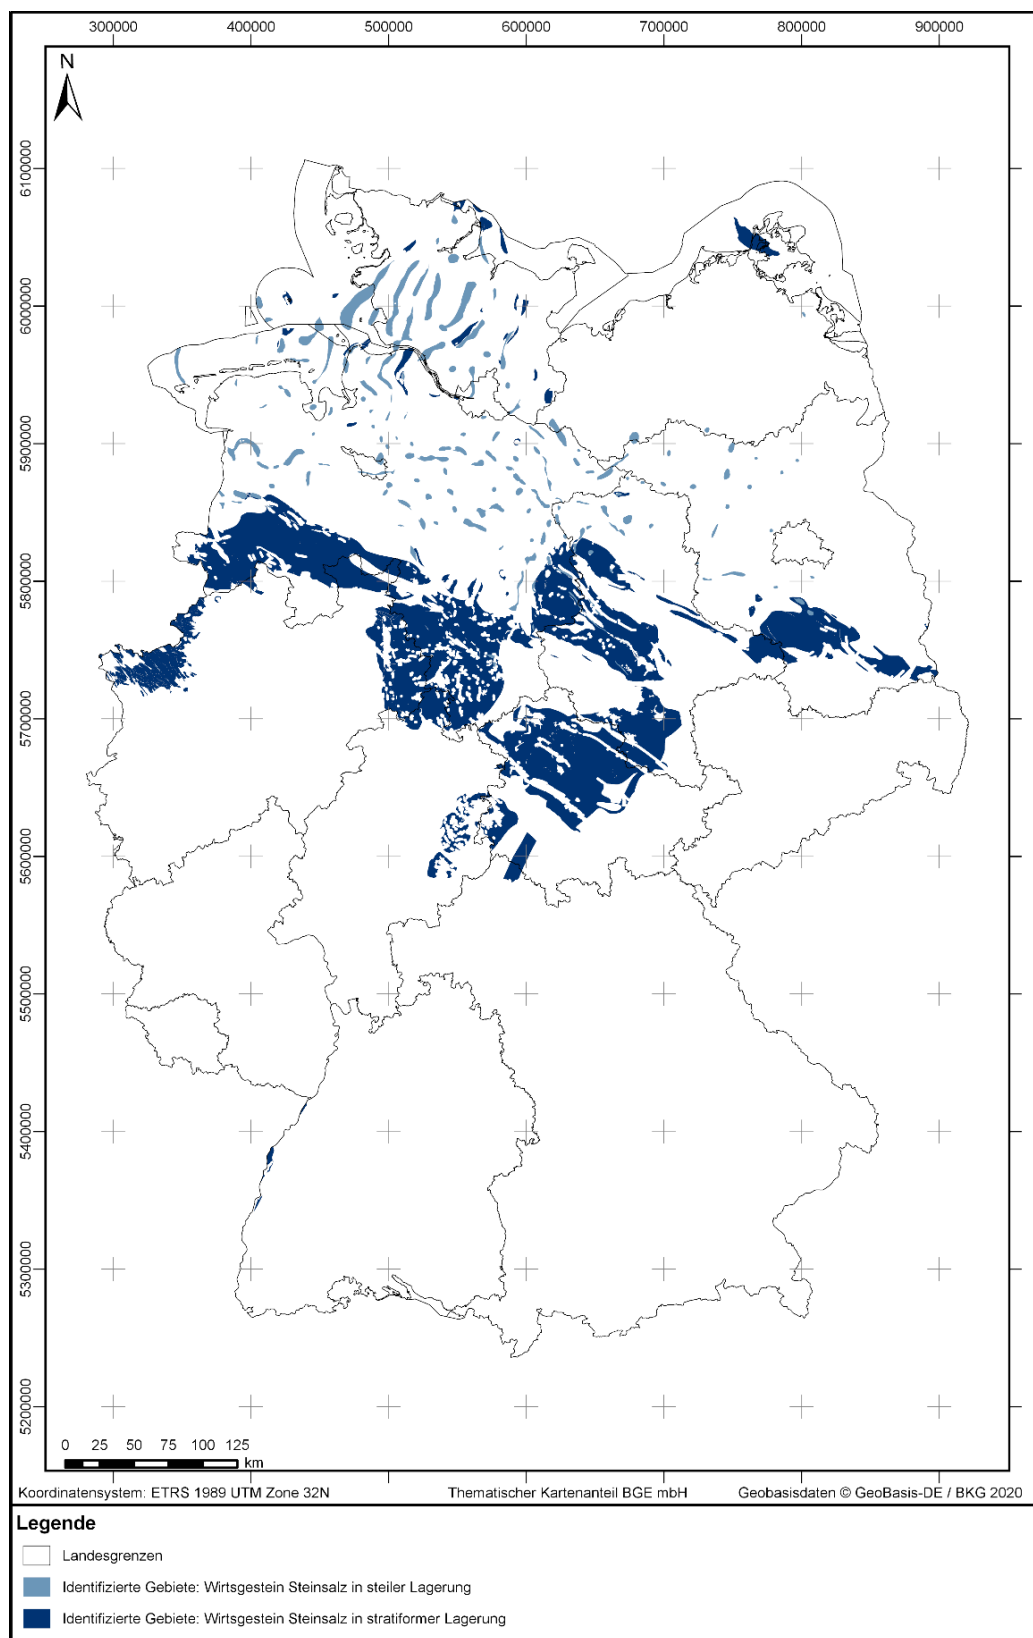 300000 400000 500000 600000 700000 800000 900000
N
6100000
6000000
5900000
5800000
5700000
5600000
5500000
5400000
5300000
5200000
0 25 50 75 100 125
km
Koordinatensystem: ETRS 1989 UTM Zone 32N Thematischer Kartenanteil BGE mbH Geobasisdaten © GeoBasis-DE / BKG 2020
Legende
Landesgrenzen
Identifizierte Gebiete: Wirtsgestein Steinsalz in steiler Lagerung
Identifizierte Gebiete: Wirtsgestein Steinsalz in stratiformer Lagerung